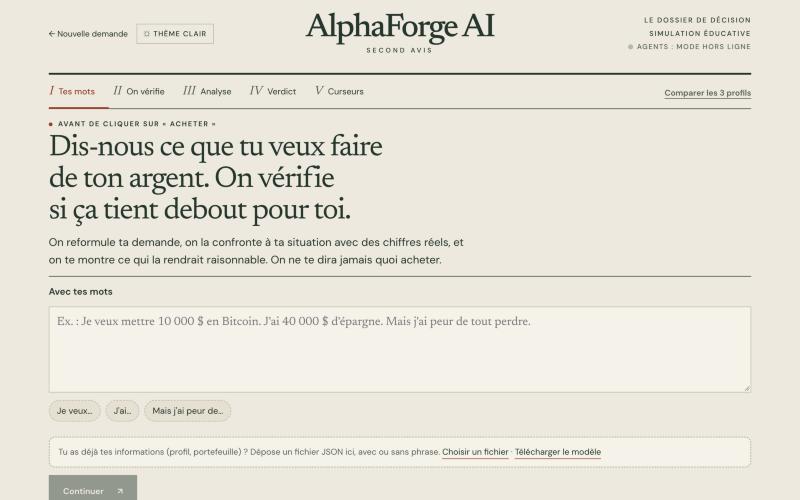 ← Nouvelle demande
THÈME CLAIR
AlphaForge AI
SECOND AVIS
LE DOSSIER DE DÉCISION
SIMULATION ÉDUCATIVE
AGENTS : MODE HORS LIGNE
I Tes mots
II On vérifie
III Analyse
IV Verdict
V Curseurs
Comparer les 3 profils
AVANT DE CLIQUER SUR « ACHETER »
Dis-nous ce que tu veux faire
de ton argent. On vérifie
si ça tient debout pour toi.
On reformule ta demande, on la confronte à ta situation avec des chiffres réels, et
on te montre ce qui la rendrait raisonnable. On ne te dira jamais quoi acheter.
Avec tes mots
Ex. : Je veux mettre 10 000 $ en Bitcoin. J'ai 40 000 $ d'épargne. Mais j'ai peur de tout perdre.
Je veux…
J'ai…
Mais j'ai peur de…
Tu as déjà tes informations (profil, portefeuille) ? Dépose un fichier JSON ici, avec ou sans phrase. Choisir un fichier · Télécharger le modèle
Continuer ↗